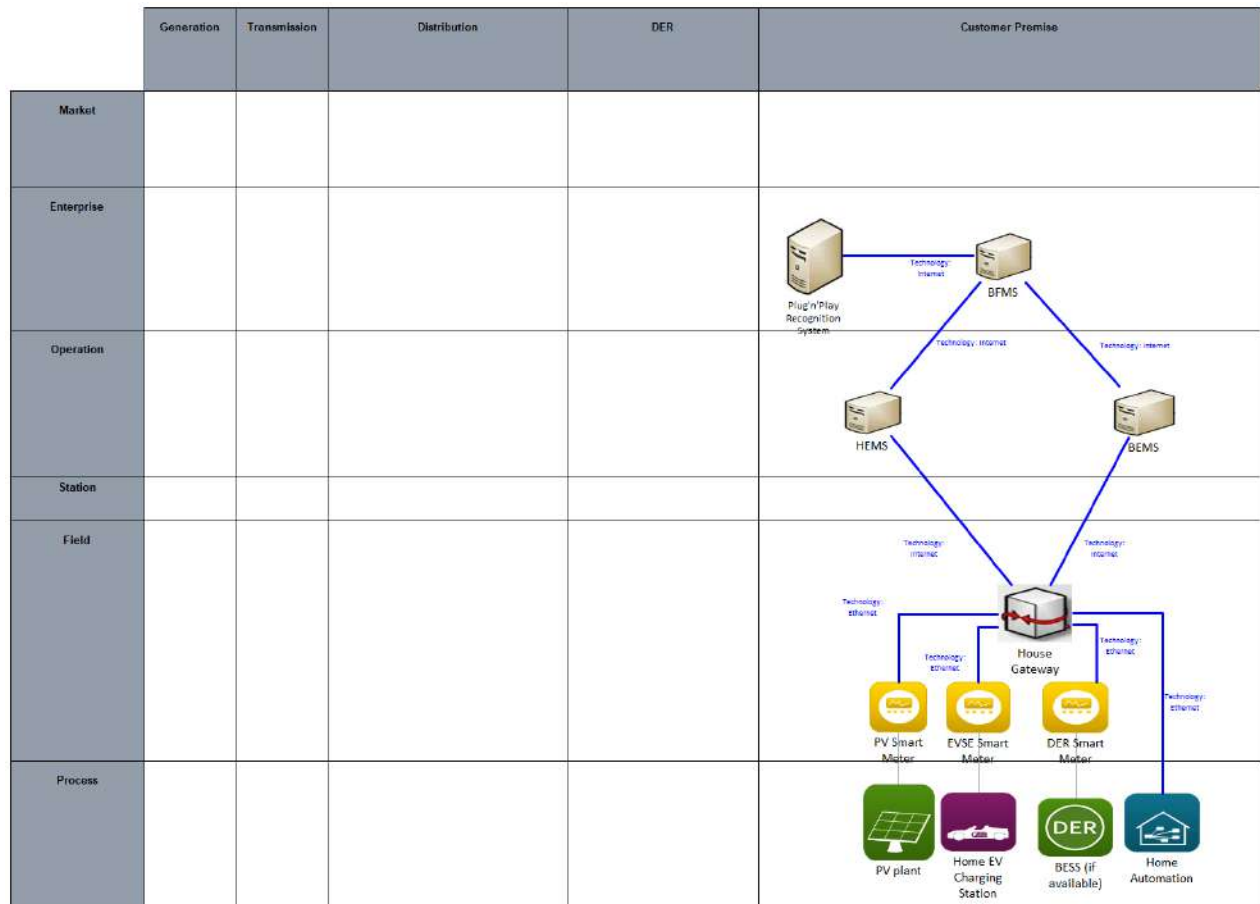 Generation
Transmission
Distribution
DER
Customer Premise
Market
Enterprise
Technology:
Internet
Plug'n'Play
Recognition
System
BFMS
Operation
Technology: Internet
Technology: Internet
HEMS
BEMS
Station
Field
Technology:
Internet
Technology:
Internet
Technology:
Ethernet
House
Gateway
Technology:
Ethernet
Technology:
Ethernet
Technology:
Ethernet
PV Smart
Meter
EVSE Smart
Meter
DER Smart
Meter
Process
DER
PV plant
Home EV
Charging
Station
BESS (if
available)
Home
Automation